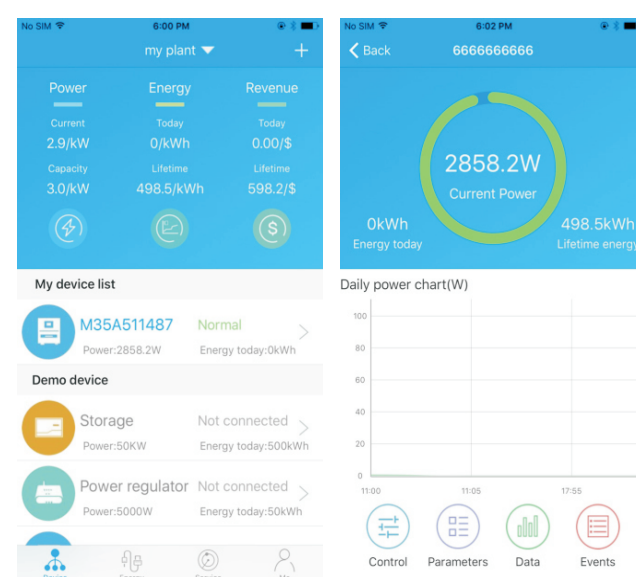 No SIM 6:00 PM
my plant
Power Energy Revenue
Current Today Today
2.9/kW 0/kWh 0.00/$
Capacity Lifetime Lifetime
3.0/kW 498.5/kWh 598.2/$
$
My device list
M35A511487 Normal
Power:2858.2W Energy today:0kWh
Demo device
Storage Not connected
Power:50KW Energy today:500kWh
Power regulator Not connected
Power:5000W Energy today:50kWh
Device Energy Service Me
No SIM 6:02 PM
Back 6666666666
2858.2W
Current Power
0kWh 498.5kWh
Energy today Lifetime energy
Daily power chart(W)
100
80
60
40
20
0
11:00 11:05 17:55
Control Parameters Data Events